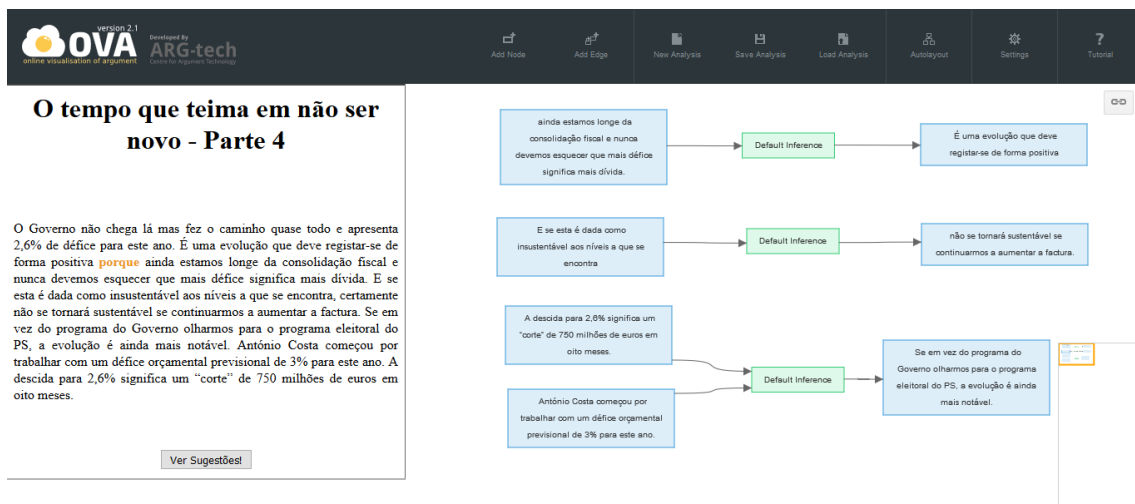 version 2.1
OVA
online visualisation of argument
Developed By
ARG-tech
Centre for Argument Technology
Add Node
Add Edge
New Analysis
Save Analysis
Load Analysis
Autolayout
Settings
?
Tutorial
O tempo que teima em não ser
novo - Parte 4
O Governo não chega lá mas fez o caminho quase todo e apresenta
2,6% de défice para este ano. É uma evolução que deve registar-se de
forma positiva porque ainda estamos longe da consolidação fiscal e
nunca devemos esquecer que mais défice significa mais dívida. E se
esta é dada como insustentável aos níveis a que se encontra, certamente
não se tornará sustentável se continuarmos a aumentar a factura. Se em
vez do programa do Governo olharmos para o programa eleitoral do
PS, a evolução é ainda mais notável. António Costa começou por
trabalhar com um défice orçamental previsional de 3% para este ano. A
descida para 2,6% significa um “corte” de 750 milhões de euros em
oito meses.
Ver Sugestões!
ainda estamos longe da
consolidação fiscal e nunca
devemos esquecer que mais défice
significa mais dívida.
Default Inference
É uma evolução que deve
registar-se de forma positiva
E se esta é dada como
insustentável aos níveis a que se
encontra
Default Inference
não se tornará sustentável se
continuarmos a aumentar a factura.
A descida para 2,6% significa um
“corte” de 750 milhões de euros em
oito meses.
António Costa começou por
trabalhar com um défice orçamental
previsional de 3% para este ano.
Default Inference
Se em vez do programa do
Governo olharmos para o programa
eleitoral do PS, a evolução é ainda
mais notável.